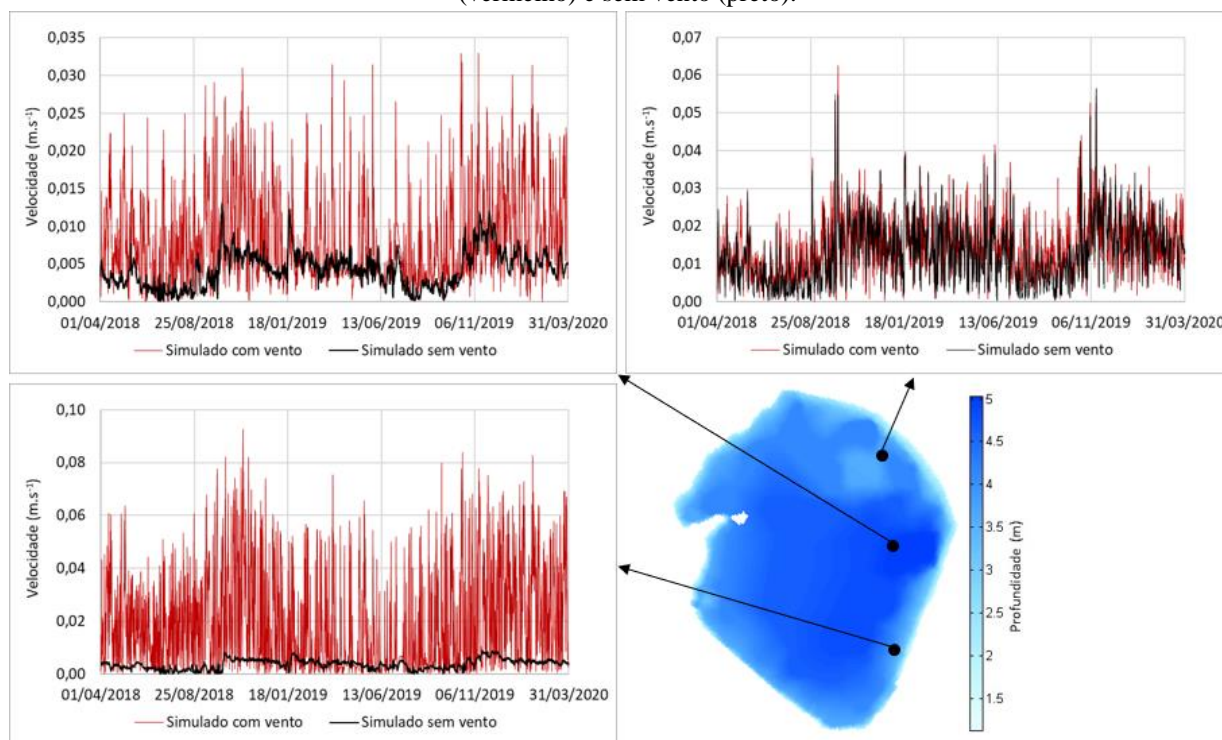 (vermelho) e sem vento (preto).
0,035
0,030
0,025
0,020
0,015
0,010
0,005
0,000
Velocidade (m.s⁻¹)
01/04/2018 25/08/2018 18/01/2019 13/06/2019 06/11/2019 31/03/2020
Simulado com vento Simulado sem vento
0,07
0,06
0,05
0,04
0,03
0,02
0,01
0,00
Velocidade (m.s⁻¹)
01/04/2018 25/08/2018 18/01/2019 13/06/2019 06/11/2019 31/03/2020
Simulado com vento Simulado sem vento
0,10
0,08
0,06
0,04
0,02
0,00
Velocidade (m.s⁻¹)
01/04/2018 25/08/2018 18/01/2019 13/06/2019 06/11/2019 31/03/2020
Simulado com vento Simulado sem vento
5
4.5
4
3.5
3
2.5
2
1.5
Profundidade (m)